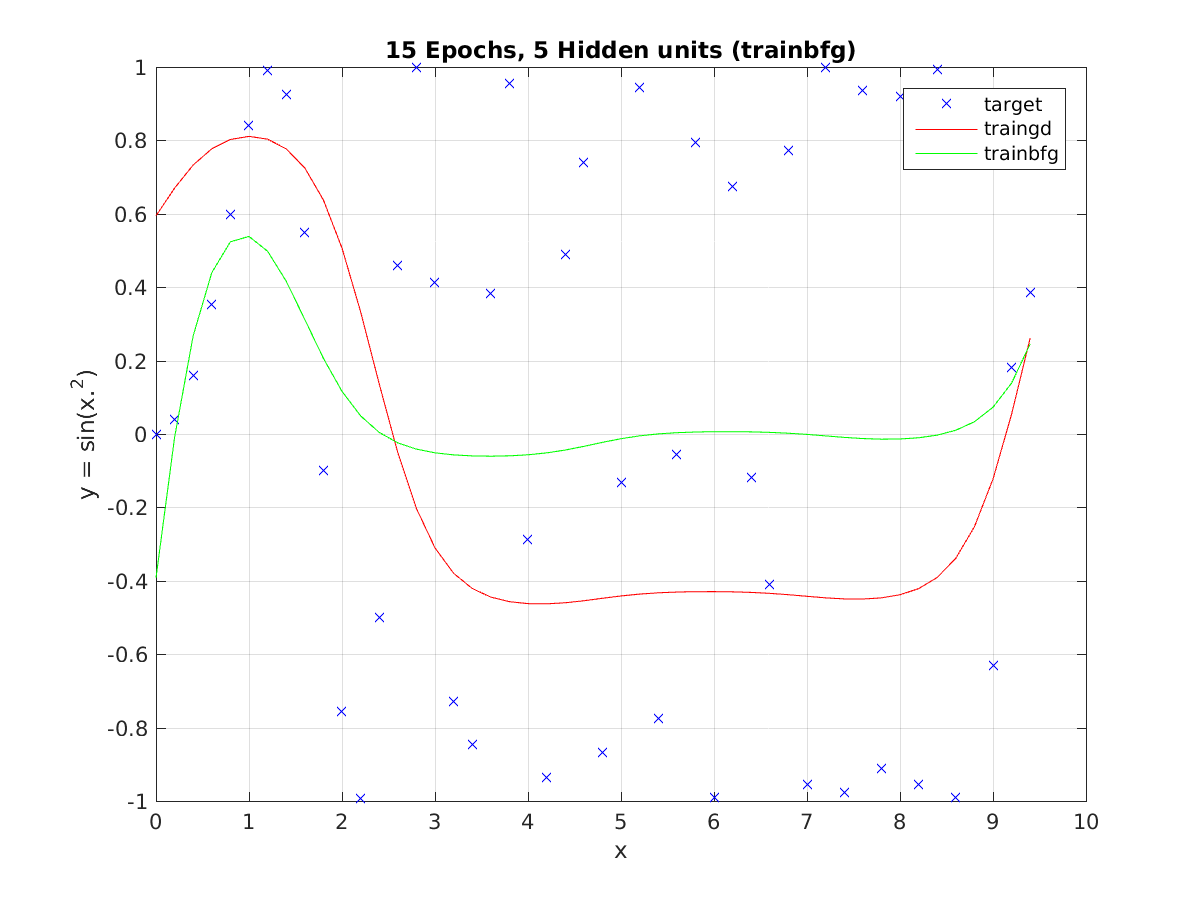 15 Epochs, 5 Hidden units (trainbfg)
target
traingd
trainbfg
y = sin(x.²)
1
0.8
0.6
0.4
0.2
0
-0.2
-0.4
-0.6
-0.8
-1
0 1 2 3 4 5 6 7 8 9 10
x